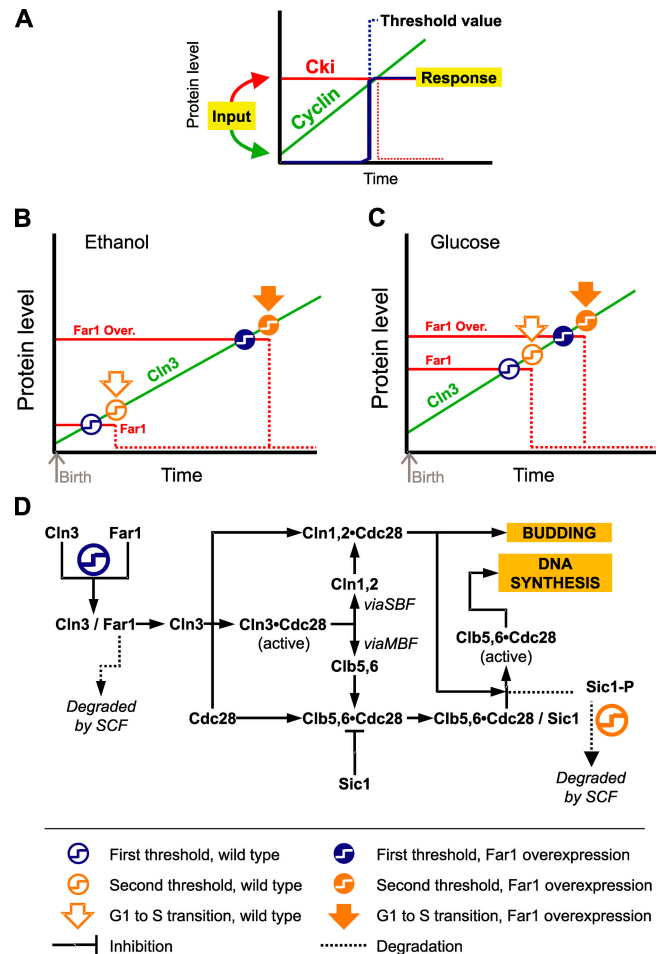 A
Protein level
Threshold value
Cki
Response
Input
Cyclin
Time
B
Ethanol
Protein level
Far1 Over.
Cln3
Far1
Birth
Time
C
Glucose
Protein level
Far1 Over.
Far1
Cln3
Birth
Time
D
Cln3 Far1
Cln1,2•Cdc28
BUDDING
DNA
SYNTHESIS
Cln1,2
viaSBF
Cln3 / Far1
Cln3
Cln3•Cdc28
(active)
viaMBF
Clb5,6•Cdc28
(active)
Clb5,6
Degraded
by SCF
Sic1-P
Cdc28
Clb5,6•Cdc28
Clb5,6•Cdc28 / Sic1
Sic1
Degraded
by SCF
First threshold, wild type
First threshold, Far1 overexpression
Second threshold, wild type
Second threshold, Far1 overexpression
G1 to S transition, wild type
G1 to S transition, Far1 overexpression
Inhibition
Degradation